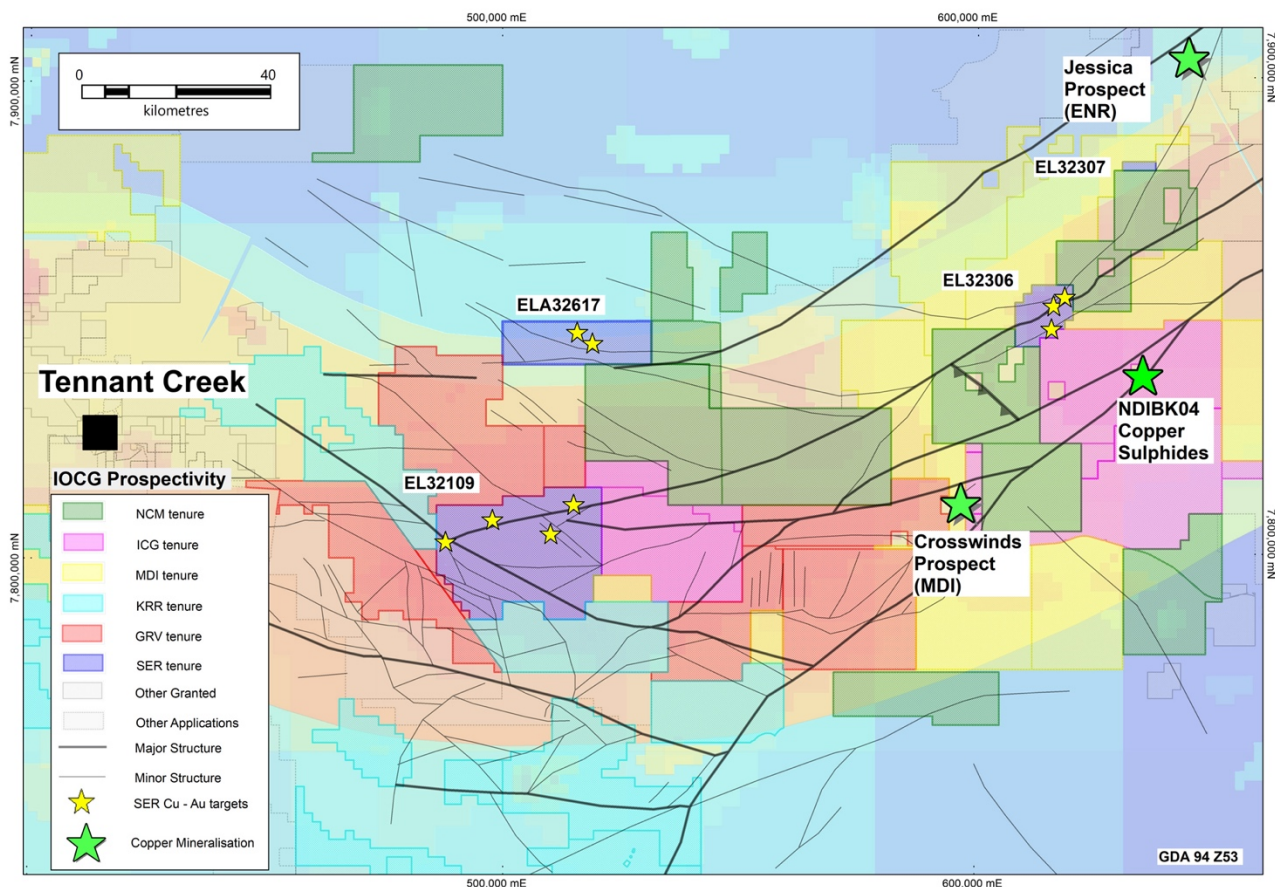 500,000 mE
600,000 mE
7,900,000 mN
7,900,000 mN
0
40
kilometres
Jessica
Prospect
(ENR)
EL32307
EL32306
ELA32617
Tennant Creek
NDIBK04
Copper
Sulphides
EL32109
Crosswinds
Prospect
(MDI)
7,800,000 mN
7,800,000 mN
IOCG Prospectivity
NCM tenure
ICG tenure
MDI tenure
KRR tenure
GRV tenure
SER tenure
Other Granted
Other Applications
Major Structure
Minor Structure
SER Cu - Au targets
Copper Mineralisation
GDA 94 Z53
500,000 mE
600,000 mE